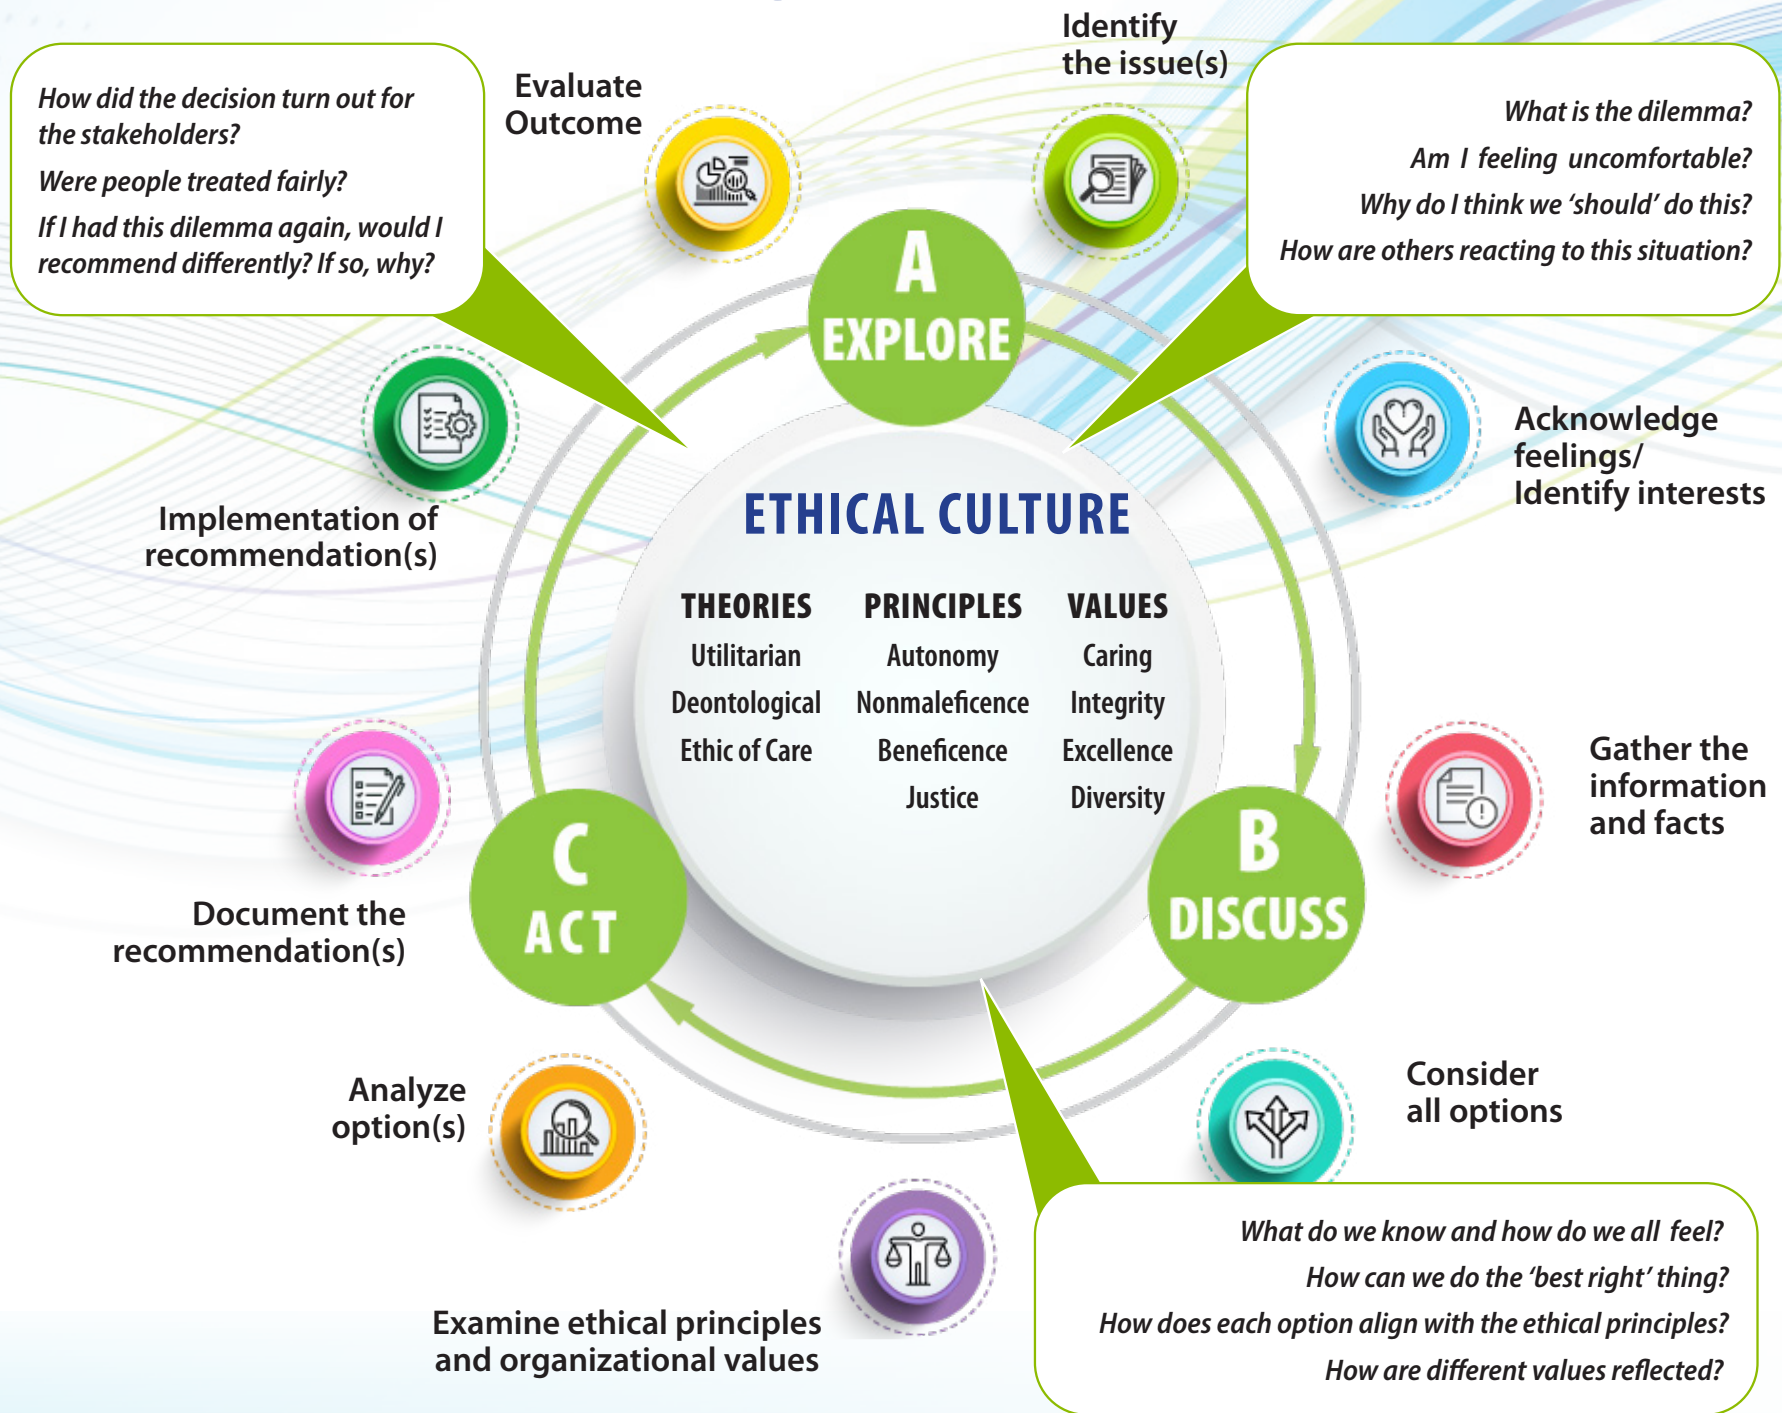 Identify
the issue(s)
Evaluate
Outcome
How did the decision turn out for
the stakeholders?
Were people treated fairly?
If I had this dilemma again, would I
recommend differently? If so, why?
What is the dilemma?
Am I feeling uncomfortable?
Why do I think we ‘should’ do this?
How are others reacting to this situation?
A
EXPLORE
Acknowledge
feelings/
Identify interests
Implementation of
recommendation(s)
ETHICAL CULTURE
THEORIES
Utilitarian
Deontological
Ethic of Care
PRINCIPLES
Autonomy
Nonmaleficence
Beneficence
Justice
VALUES
Caring
Integrity
Excellence
Diversity
Gather the
information
and facts
B
DISCUSS
C
ACT
Document the
recommendation(s)
Consider
all options
Analyze
option(s)
What do we know and how do we all feel?
How can we do the ‘best right’ thing?
How does each option align with the ethical principles?
How are different values reflected?
Examine ethical principles
and organizational values